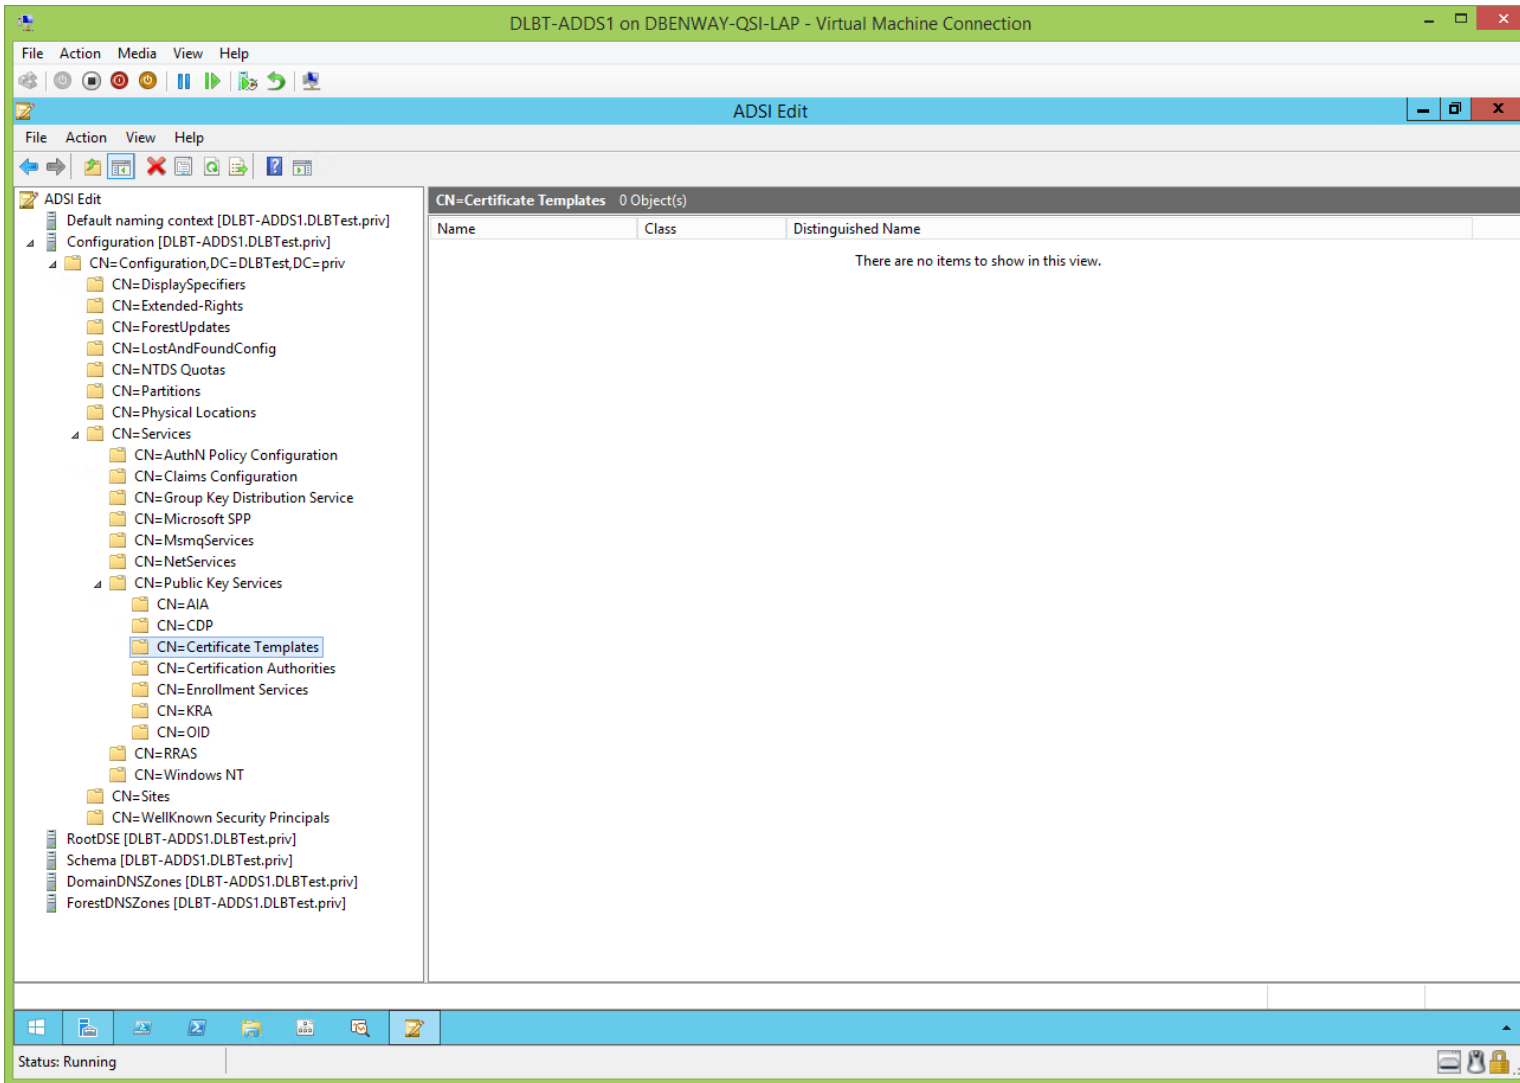 DLBT-ADDS1 on DBENWAY-QSI-LAP - Virtual Machine Connection
File Action Media View Help
ADSI Edit
File Action View Help
ADSI Edit
Default naming context [DLBT-ADDS1.DLBTest.priv]
Configuration [DLBT-ADDS1.DLBTest.priv]
CN=Configuration,DC=DLBTest,DC=priv
CN=DisplaySpecifiers
CN=Extended-Rights
CN=ForestUpdates
CN=LostAndFoundConfig
CN=NTDS Quotas
CN=Partitions
CN=Physical Locations
CN=Services
CN=AuthN Policy Configuration
CN=Claims Configuration
CN=Group Key Distribution Service
CN=Microsoft SPP
CN=MsmqServices
CN=NetServices
CN=Public Key Services
CN=AIA
CN=CDP
CN=Certificate Templates
CN=Certification Authorities
CN=Enrollment Services
CN=KRA
CN=OID
CN=RRAS
CN=Windows NT
CN=Sites
CN=WellKnown Security Principals
RootDSE [DLBT-ADDS1.DLBTest.priv]
Schema [DLBT-ADDS1.DLBTest.priv]
DomainDNSZones [DLBT-ADDS1.DLBTest.priv]
ForestDNSZones [DLBT-ADDS1.DLBTest.priv]
CN=Certificate Templates 0 Object(s)
Name Class Distinguished Name
There are no items to show in this view.
Status: Running